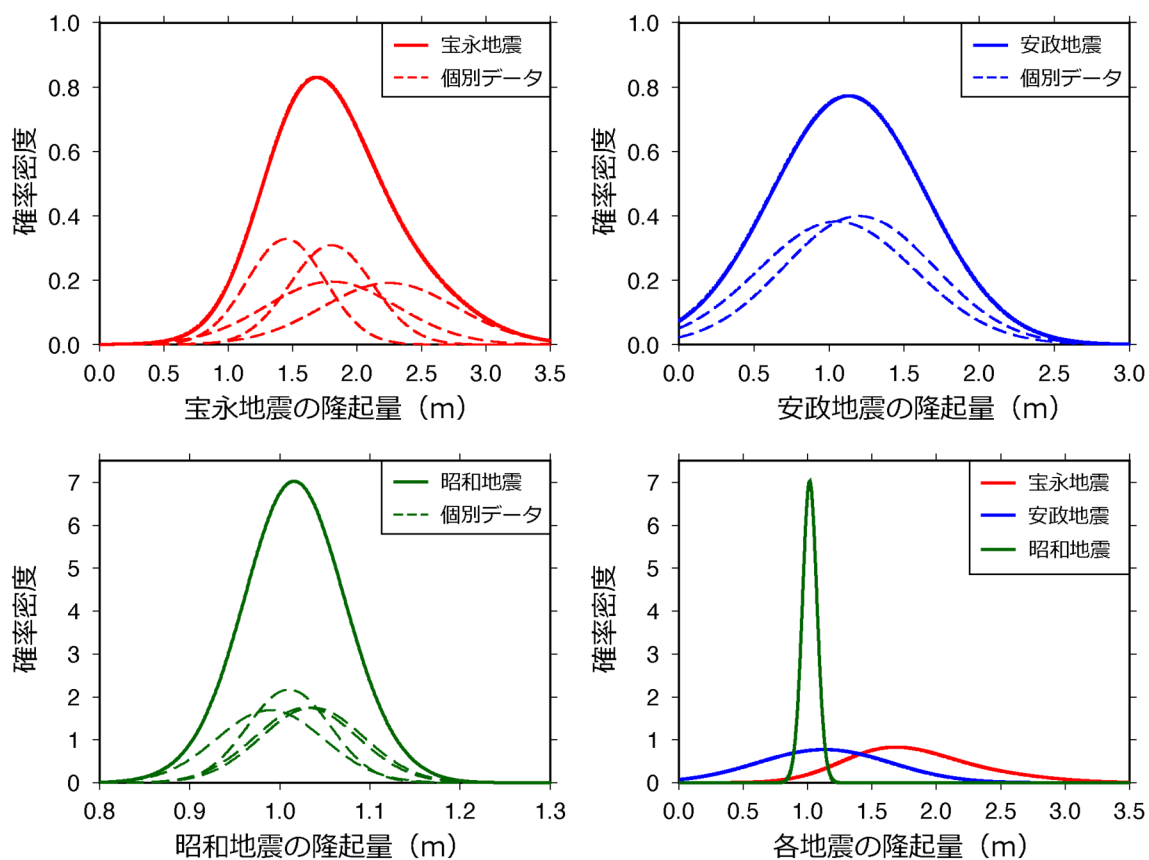 1.0
0.8
0.6
0.4
0.2
0.0
確率密度
宝永地震
個別データ
0.0 0.5 1.0 1.5 2.0 2.5 3.0 3.5
宝永地震の隆起量（m）
1.0
0.8
0.6
0.4
0.2
0.0
確率密度
安政地震
個別データ
0.0 0.5 1.0 1.5 2.0 2.5 3.0
安政地震の隆起量（m）
7
6
5
4
3
2
1
0
確率密度
昭和地震
個別データ
0.8 0.9 1.0 1.1 1.2 1.3
昭和地震の隆起量（m）
7
6
5
4
3
2
1
0
確率密度
宝永地震
安政地震
昭和地震
0.0 0.5 1.0 1.5 2.0 2.5 3.0 3.5
各地震の隆起量（m）